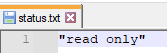 status.txt
1 "read only"